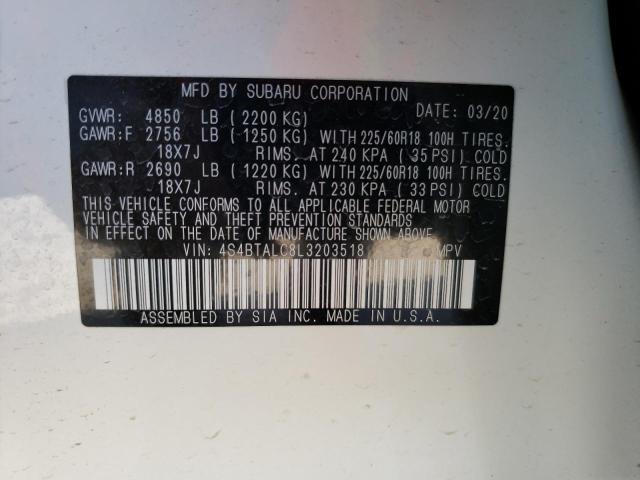 MFD BY SUBARU CORPORATION
GVWR: 4850 LB (2200 KG) DATE: 03/20
GAWR:F 2756 LB (1250 KG) WITH 225/60R18 100H TIRES.
18X7J RIMS. AT 240 KPA (35 PSI) COLD
GAWR:R 2690 LB (1220 KG) WITH 225/60R18 100H TIRES.
18X7J RIMS. AT 230 KPA (33 PSI) COLD
THIS VEHICLE CONFORMS TO ALL APPLICABLE FEDERAL MOTOR
VEHICLE SAFETY AND THEFT PREVENTION STANDARDS
IN EFFECT ON THE DATE OF MANUFACTURE SHOWN ABOVE.
VIN: 4S4BTALC8L3203518 MPV
ASSEMBLED BY SIA INC. MADE IN U.S.A.